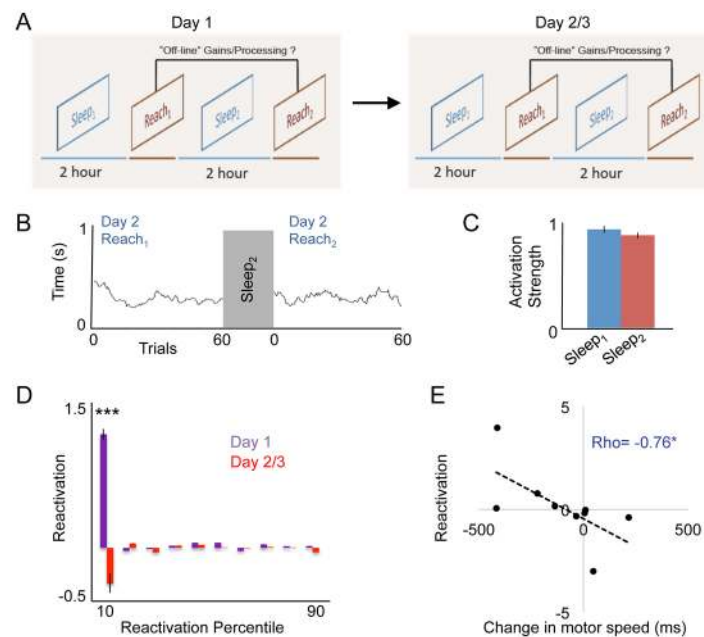 A
Day 1
Day 2/3
"Off-line" Gains/Processing ?
Sleep1
Reach1
Sleep2
Reach2
2 hour
2 hour
"Off-line" Gains/Processing ?
Sleep1
Reach1
Sleep2
Reach2
2 hour
2 hour
B
Day 2
Reach1
Day 2
Reach2
1
Time (s)
0
Sleep2
0
Trials
60
0
60
C
1
Activation
Strength
0
Sleep1
Sleep2
D
1.5
***
Day 1
Day 2/3
Reactivation
-0.5
10
90
Reactivation Percentile
E
5
Rho= -0.76*
Reactivation
-500
0
0
500
-5
Change in motor speed (ms)